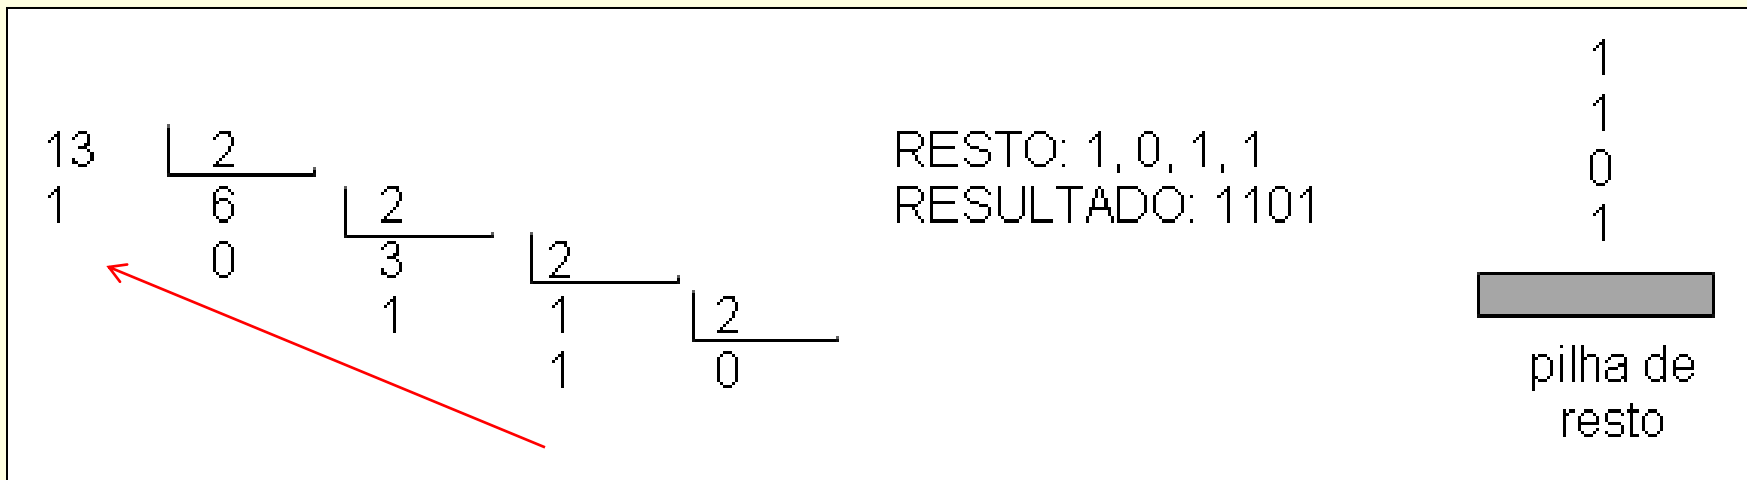 13 2
1 6 2
0 3 2
1 1 2
1 0
RESTO: 1, 0, 1, 1
RESULTADO: 1101
1
1
0
1
pilha de
resto